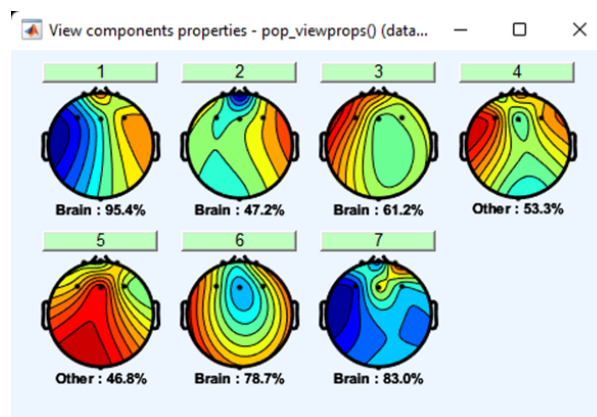 View components properties - pop_viewprops() (data...
1 2 3 4
Brain : 95.4% Brain : 47.2% Brain : 61.2% Other : 53.3%
5 6 7
Other : 46.8% Brain : 78.7% Brain : 83.0%